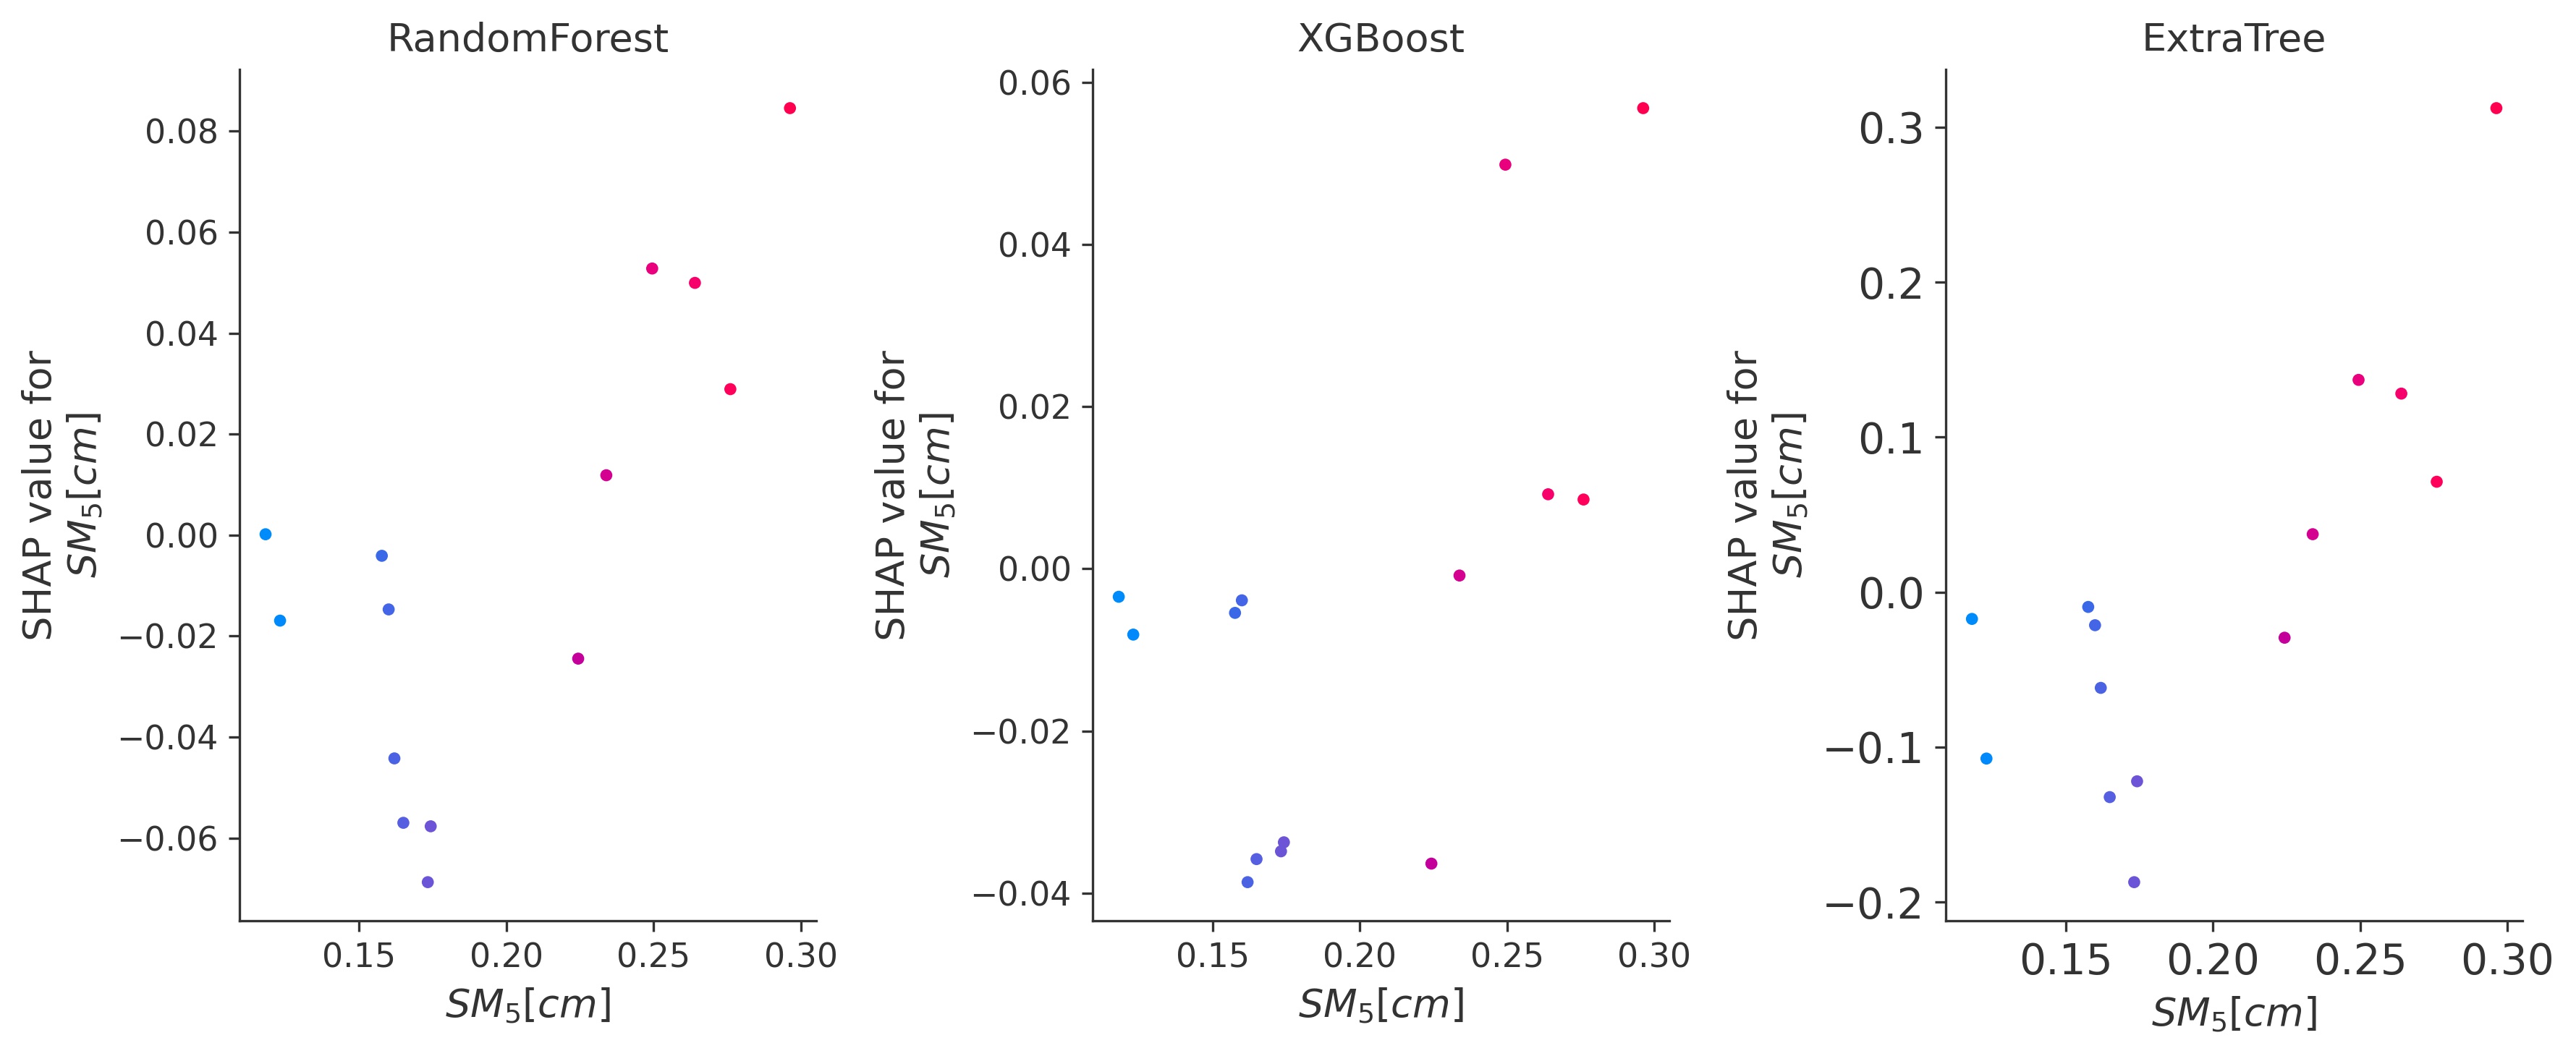 RandomForest
0.08
0.06
0.04
0.02
0.00
−0.02
−0.04
−0.06
SHAP value for
SM₅[cm]
0.15 0.20 0.25 0.30
SM₅[cm]
XGBoost
0.06
0.04
0.02
0.00
−0.02
−0.04
SHAP value for
SM₅[cm]
0.15 0.20 0.25 0.30
SM₅[cm]
ExtraTree
0.3
0.2
0.1
0.0
−0.1
−0.2
SHAP value for
SM₅[cm]
0.15 0.20 0.25 0.30
SM₅[cm]